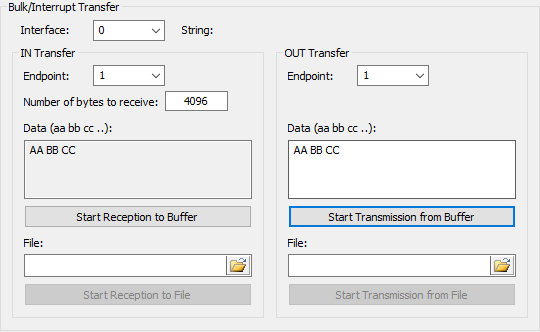 Bulk/Interrupt Transfer
Interface: 0 String:
IN Transfer
Endpoint: 1
Number of bytes to receive: 4096
Data (aa bb cc ..):
AA BB CC
Start Reception to Buffer
File:
Start Reception to File
OUT Transfer
Endpoint: 1
Data (aa bb cc ..):
AA BB CC
Start Transmission from Buffer
File:
Start Transmission from File